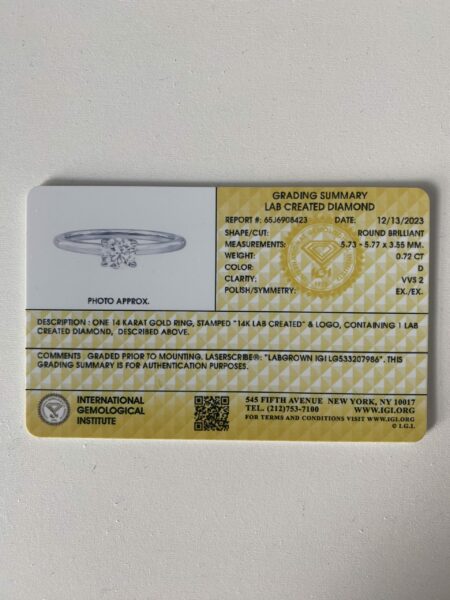 GRADING SUMMARY
LAB CREATED DIAMOND
REPORT #: 65J6908423 DATE: 12/13/2023
SHAPE/CUT: ROUND BRILLIANT
MEASUREMENTS: 5.73 - 5.77 x 3.55 MM.
WEIGHT: 0.72 CT
COLOR: D
CLARITY: VVS 2
POLISH/SYMMETRY: EX./EX.
PHOTO APPROX.
IGI
DESCRIPTION : ONE 14 KARAT GOLD RING, STAMPED "14K LAB CREATED" & LOGO, CONTAINING 1 LAB
CREATED DIAMOND, DESCRIBED ABOVE.
COMMENTS : GRADED PRIOR TO MOUNTING. LASERSCRIBE®: "LABGROWN IGI LG533207986". THIS
GRADING SUMMARY IS FOR AUTHENTICATION PURPOSES.
INTERNATIONAL
GEMOLOGICAL
INSTITUTE
545 FIFTH AVENUE NEW YORK, NY 10017
TEL. (212)753-7100 WWW.IGI.ORG
FOR TERMS AND CONDITIONS VISIT WWW.IGI.ORG
© I.G.I.